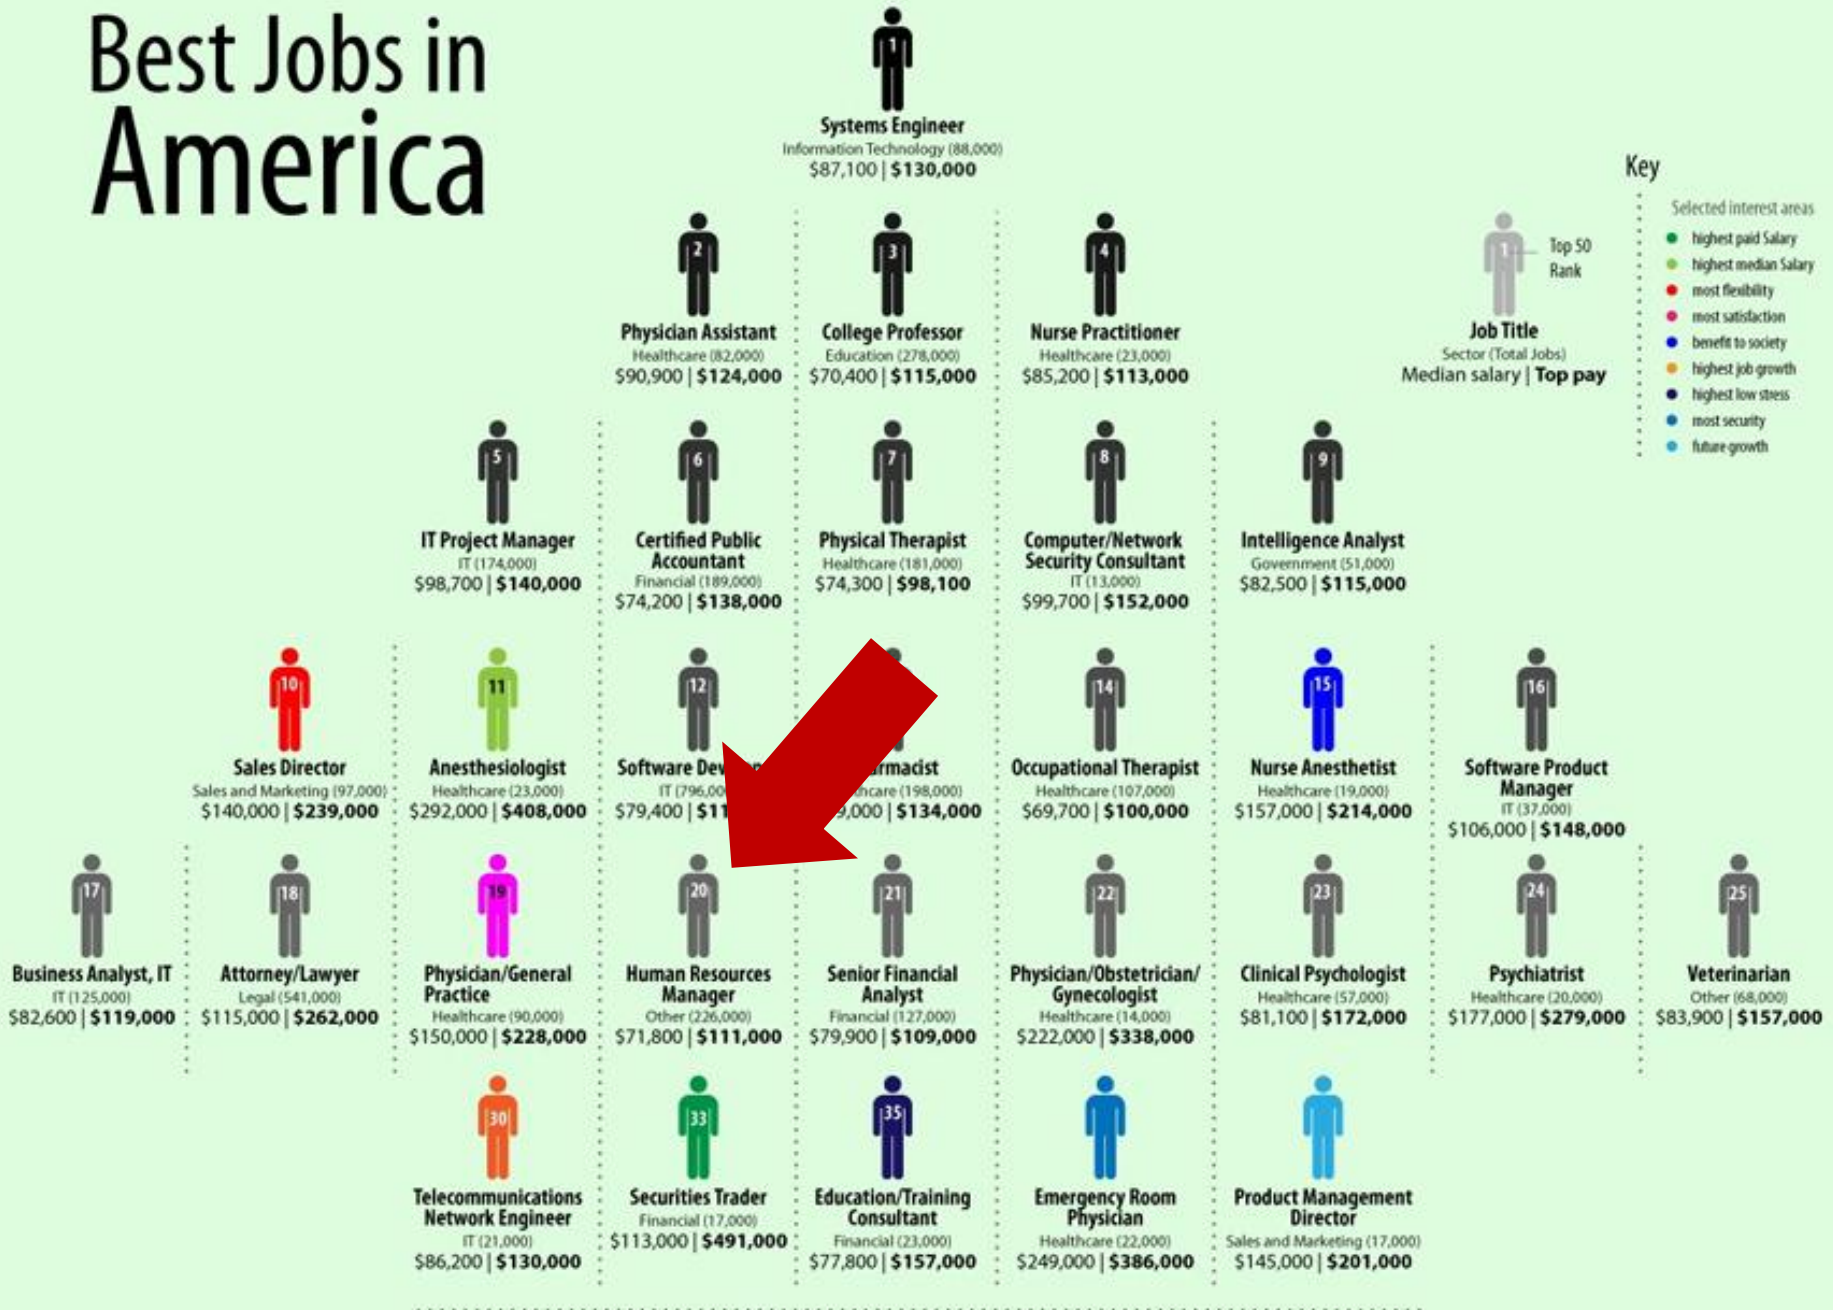 Best Jobs in
America
1
Systems Engineer
Information Technology (88,000)
$87,100 | $130,000
Key
Selected interest areas
highest paid Salary
highest median Salary
most flexibility
most satisfaction
benefit to society
highest job growth
highest low stress
most security
future growth
1
Top 50
Rank
Job Title
Sector (Total Jobs)
Median salary | Top pay
2
Physician Assistant
Healthcare (82,000)
$90,900 | $124,000
3
College Professor
Education (278,000)
$70,400 | $115,000
4
Nurse Practitioner
Healthcare (23,000)
$85,200 | $113,000
5
IT Project Manager
IT (174,000)
$98,700 | $140,000
6
Certified Public
Accountant
Financial (189,000)
$74,200 | $138,000
7
Physical Therapist
Healthcare (181,000)
$74,300 | $98,100
8
Computer/Network
Security Consultant
IT (13,000)
$99,700 | $152,000
9
Intelligence Analyst
Government (51,000)
$82,500 | $115,000
10
Sales Director
Sales and Marketing (97,000)
$140,000 | $239,000
11
Anesthesiologist
Healthcare (23,000)
$292,000 | $408,000
12
Software
IT
$79,400 |
(198,000)
| $134,000
14
Occupational Therapist
Healthcare (107,000)
$69,700 | $100,000
15
Nurse Anesthetist
Healthcare (19,000)
$157,000 | $214,000
16
Software Product
Manager
IT (37,000)
$106,000 | $148,000
17
Business Analyst, IT
IT (125,000)
$82,600 | $119,000
18
Attorney/Lawyer
Legal (541,000)
$115,000 | $262,000
19
Physician/General
Practice
Healthcare (90,000)
$150,000 | $228,000
20
Human Resources
Manager
Other (226,000)
$71,800 | $111,000
21
Senior Financial
Analyst
Financial (127,000)
$79,900 | $109,000
22
Physician/Obstetrician/
Gynecologist
Healthcare (14,000)
$222,000 | $338,000
23
Clinical Psychologist
Healthcare (57,000)
$81,100 | $172,000
24
Psychiatrist
Healthcare (20,000)
$177,000 | $279,000
25
Veterinarian
Other (68,000)
$83,900 | $157,000
30
Telecommunications
Network Engineer
IT (21,000)
$86,200 | $130,000
33
Securities Trader
Financial (17,000)
$113,000 | $491,000
35
Education/Training
Consultant
Financial (23,000)
$77,800 | $157,000
Emergency Room
Physician
Healthcare (22,000)
$249,000 | $386,000
Product Management
Director
Sales and Marketing (17,000)
$145,000 | $201,000